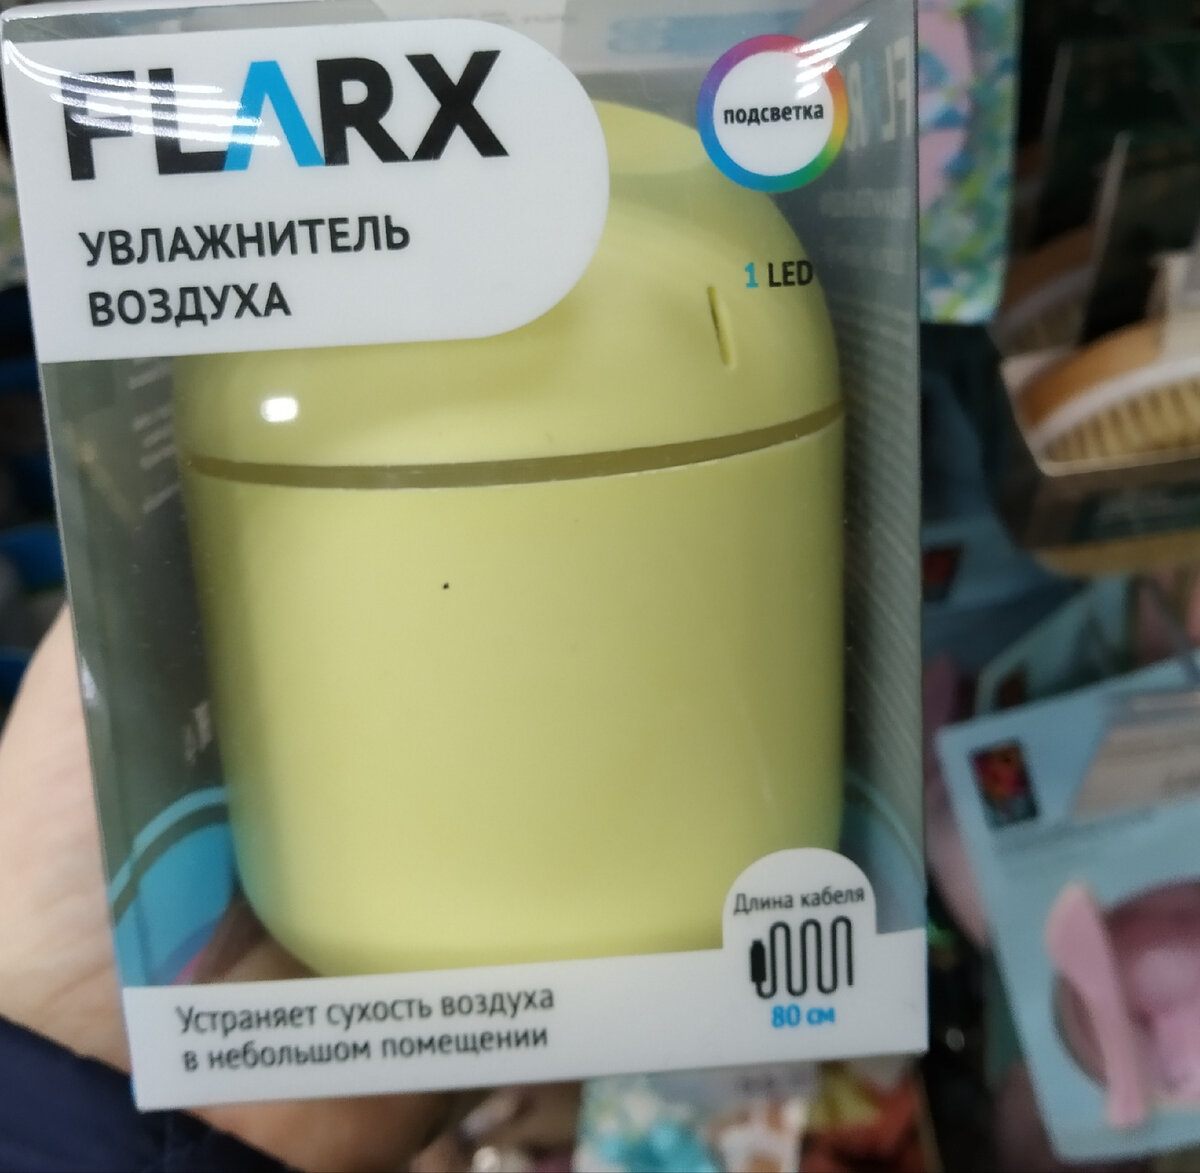 FLARX
УВЛАЖНИТЕЛЬ
ВОЗДУХА
подсветка
1 LED
Длина кабеля
80 см
Устраняет сухость воздуха
в небольшом помещении